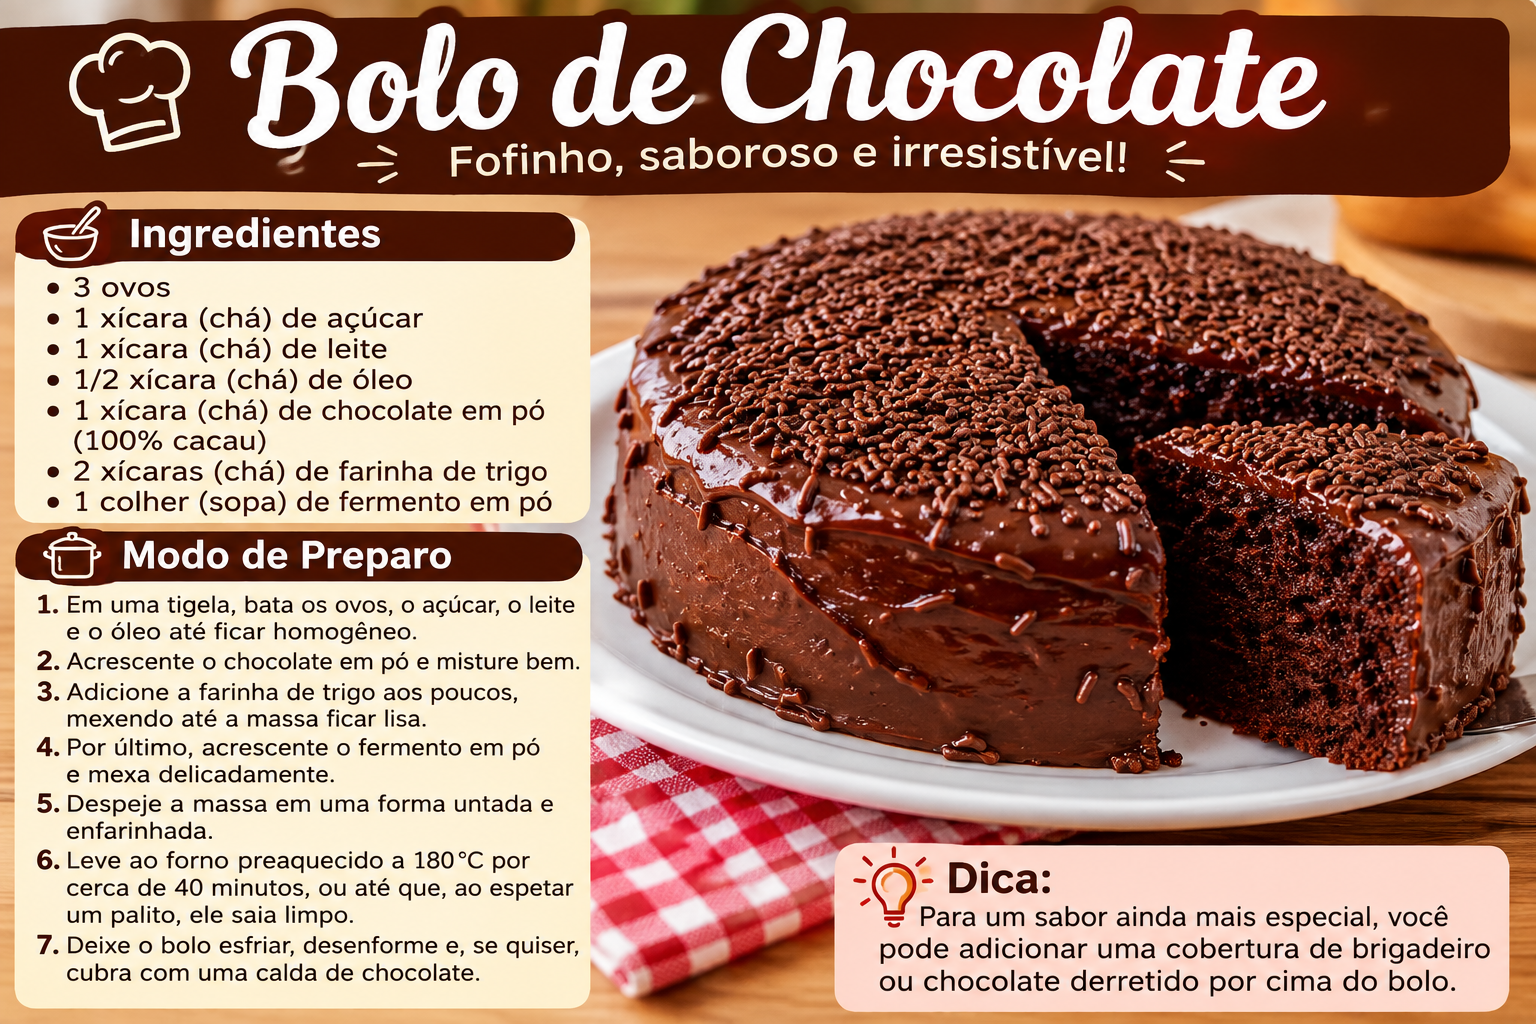 Bolo de Chocolate
Fofinho, saboroso e irresistível!
Ingredientes
• 3 ovos
• 1 xícara (chá) de açúcar
• 1 xícara (chá) de leite
• 1/2 xícara (chá) de óleo
• 1 xícara (chá) de chocolate em pó
(100% cacau)
• 2 xícaras (chá) de farinha de trigo
• 1 colher (sopa) de fermento em pó
Modo de Preparo
1. Em uma tigela, bata os ovos, o açúcar, o leite
e o óleo até ficar homogêneo.
2. Acrescente o chocolate em pó e misture bem.
3. Adicione a farinha de trigo aos poucos,
mexendo até a massa ficar lisa.
4. Por último, acrescente o fermento em pó
e mexa delicadamente.
5. Despeje a massa em uma forma untada e
enfarinhada.
6. Leve ao forno preaquecido a 180°C por
cerca de 40 minutos, ou até que, ao espetar
um palito, ele saia limpo.
7. Deixe o bolo esfriar, desenforme e, se quiser,
cubra com uma calda de chocolate.
Dica:
Para um sabor ainda mais especial, você
pode adicionar uma cobertura de brigadeiro
ou chocolate derretido por cima do bolo.